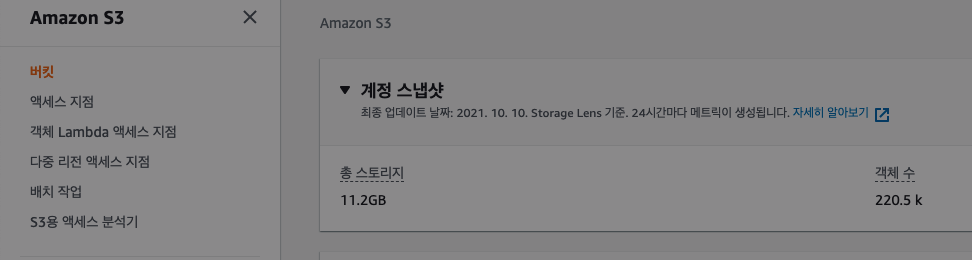 Amazon S3
버킷
액세스 지점
객체 Lambda 액세스 지점
다중 리전 액세스 지점
배치 작업
S3용 액세스 분석기
Amazon S3
계정 스냅샷
최종 업데이트 날짜: 2021. 10. 10. Storage Lens 기준. 24시간마다 메트릭이 생성됩니다. 자세히 알아보기
총 스토리지
11.2GB
객체 수
220.5 k